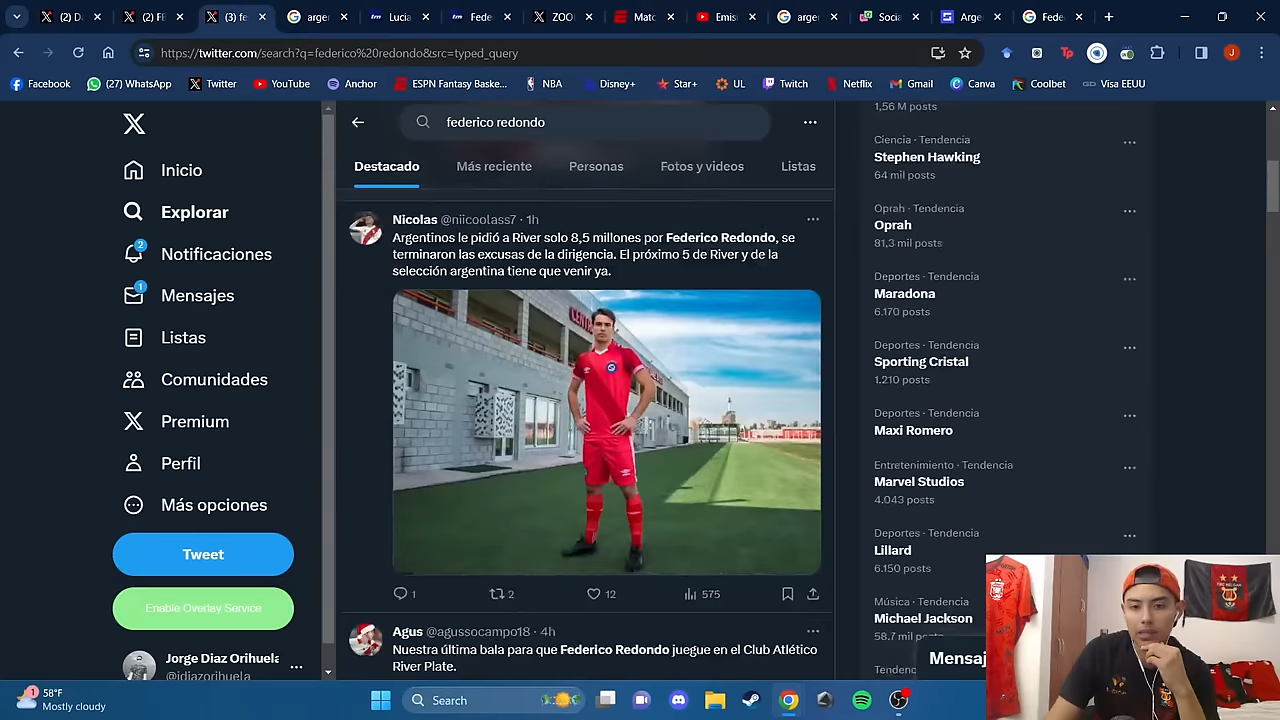 (2) D
(2) FE
(3) fe
arger
Lucia
Fede
ZOO
Matc
Emis
arge
Socia
Arge
Fede
https://twitter.com/search?q=federico%20redondo&src=typed_query
J
Facebook
(27) WhatsApp
Twitter
YouTube
Anchor
ESPN Fantasy Baske...
NBA
Disney+
Star+
UL
Twitch
Netflix
Gmail
Canva
Coolbet
Visa EEUU
Inicio
Explorar
2
Notificaciones
1
Mensajes
Listas
Comunidades
Premium
Perfil
Más opciones
Tweet
Enable Overlay Service
Jorge Diaz Orihuela
@jdiazorihuela
federico redondo
Destacado
Más reciente
Personas
Fotos y videos
Listas
Nicolas @niicoolass7 · 1h
Argentinos le pidió a River solo 8,5 millones por Federico Redondo, se
terminaron las excusas de la dirigencia. El próximo 5 de River y de la
selección argentina tiene que venir ya.
1
2
12
575
Agus @agussocampo18 · 4h
Nuestra última bala para que Federico Redondo juegue en el Club Atlético
River Plate.
1,56 M posts
Ciencia · Tendencia
Stephen Hawking
64 mil posts
Oprah · Tendencia
Oprah
81,3 mil posts
Deportes · Tendencia
Maradona
6.170 posts
Deportes · Tendencia
Sporting Cristal
1.210 posts
Deportes · Tendencia
Maxi Romero
Entretenimiento · Tendencia
Marvel Studios
4.043 posts
Deportes · Tendencia
Lillard
6.150 posts
Música · Tendencia
Michael Jackson
58.7 mil posts
Tendenc
Mensaj
1
58°F
Mostly cloudy
Search